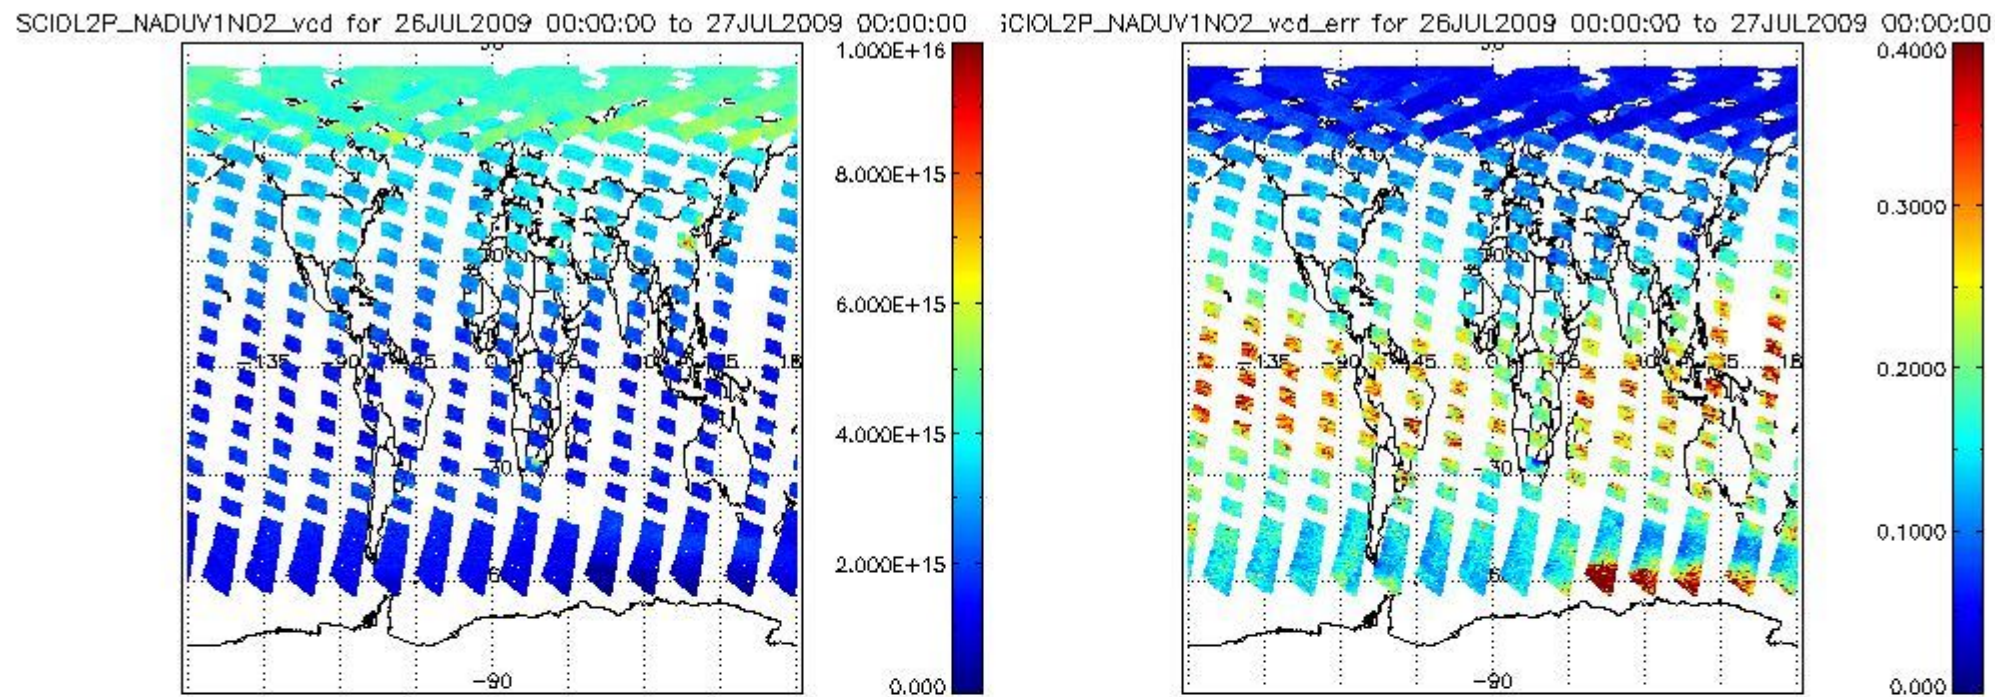 SCIOL2P_NADUV1NO2_vcd for 26JUL2009 00:00:00 to 27JUL2009 00:00:00
1.000E+16
8.000E+15
6.000E+15
4.000E+15
2.000E+15
0.000
-135 -90 -45 0 45
-30
-90
SCIOL2P_NADUV1NO2_vcd_err for 26JUL2009 00:00:00 to 27JUL2009 00:00:00
0.4000
0.3000
0.2000
0.1000
0.000
-135 -90 -45 0 45
-30
-90